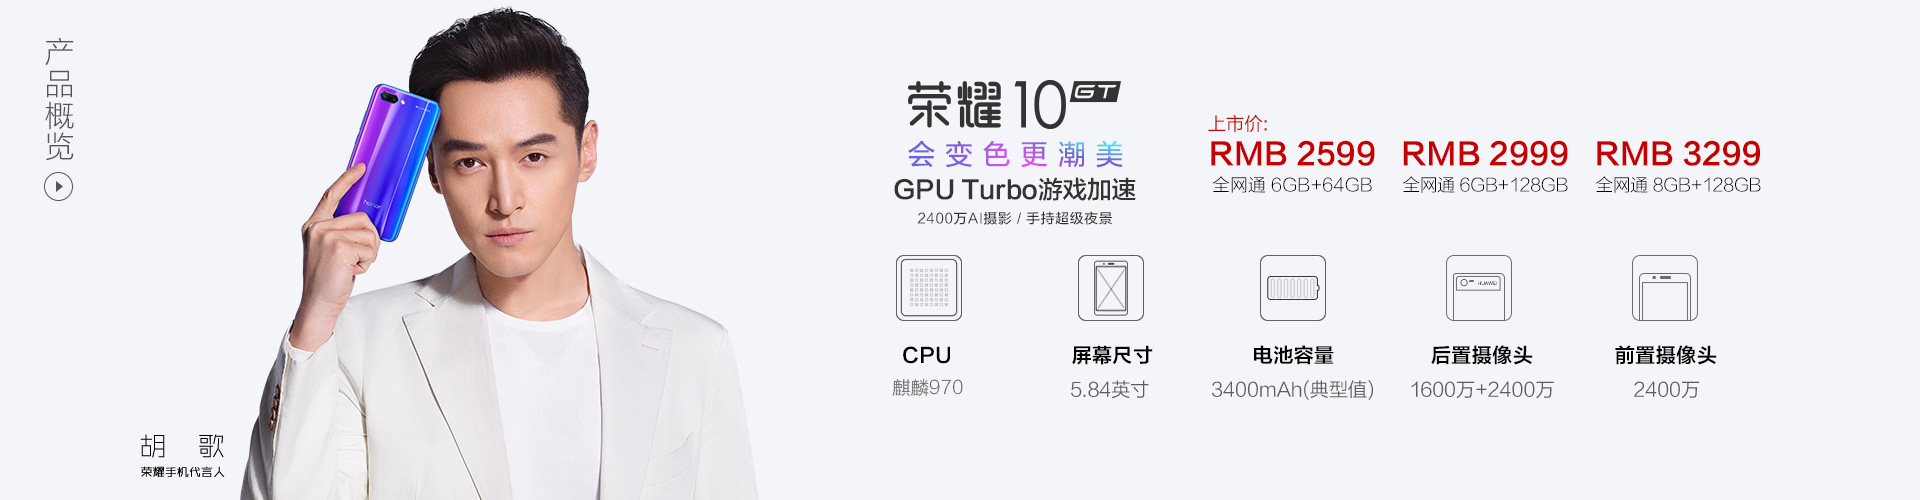 产品概览
honor
胡 歌
荣耀手机代言人
荣耀10 GT
会变色更潮美
GPU Turbo游戏加速
2400万AI摄影 / 手持超级夜景
上市价:
RMB 2599 RMB 2999 RMB 3299
全网通 6GB+64GB 全网通 6GB+128GB 全网通 8GB+128GB
HUAWEI
CPU 屏幕尺寸 电池容量 后置摄像头 前置摄像头
麒麟970 5.84英寸 3400mAh(典型值) 1600万+2400万 2400万